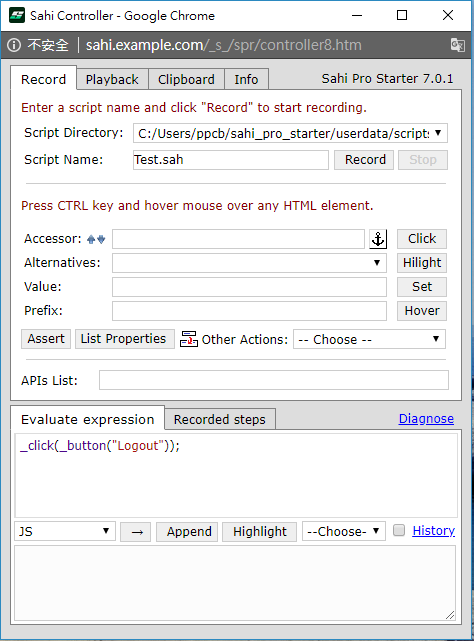 Sahi Controller - Google Chrome
不安全 sahi.example.com/_s_/spr/controller8.htm
Record Playback Clipboard Info Sahi Pro Starter 7.0.1
Enter a script name and click "Record" to start recording.
Script Directory: C:/Users/ppcb/sahi_pro_starter/userdata/scripts
Script Name: Test.sah Record Stop
Press CTRL key and hover mouse over any HTML element.
Accessor: Click
Alternatives: Hilight
Value: Set
Prefix: Hover
Assert List Properties Other Actions: -- Choose --
APIs List:
Evaluate expression Recorded steps Diagnose
_click(_button("Logout"));
JS → Append Highlight --Choose- History